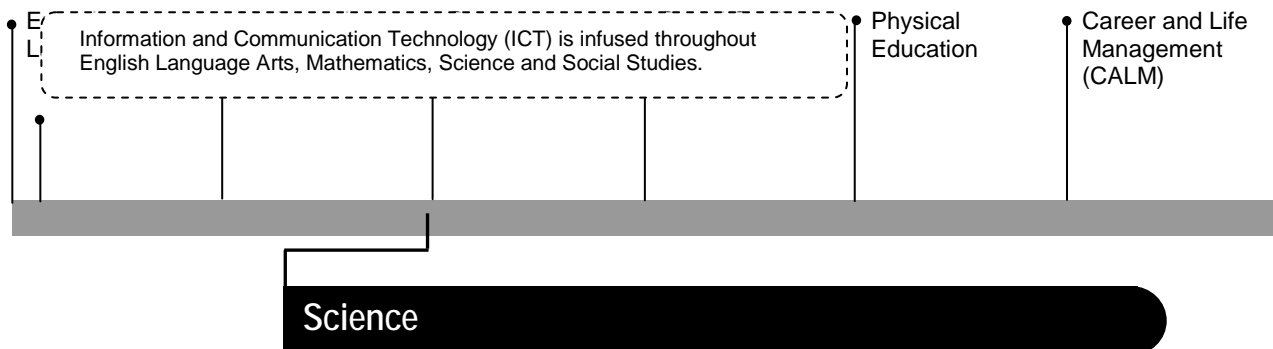 E
L
Information and Communication Technology (ICT) is infused throughout
English Language Arts, Mathematics, Science and Social Studies.
Physical
Education
Career and Life
Management
(CALM)
Science